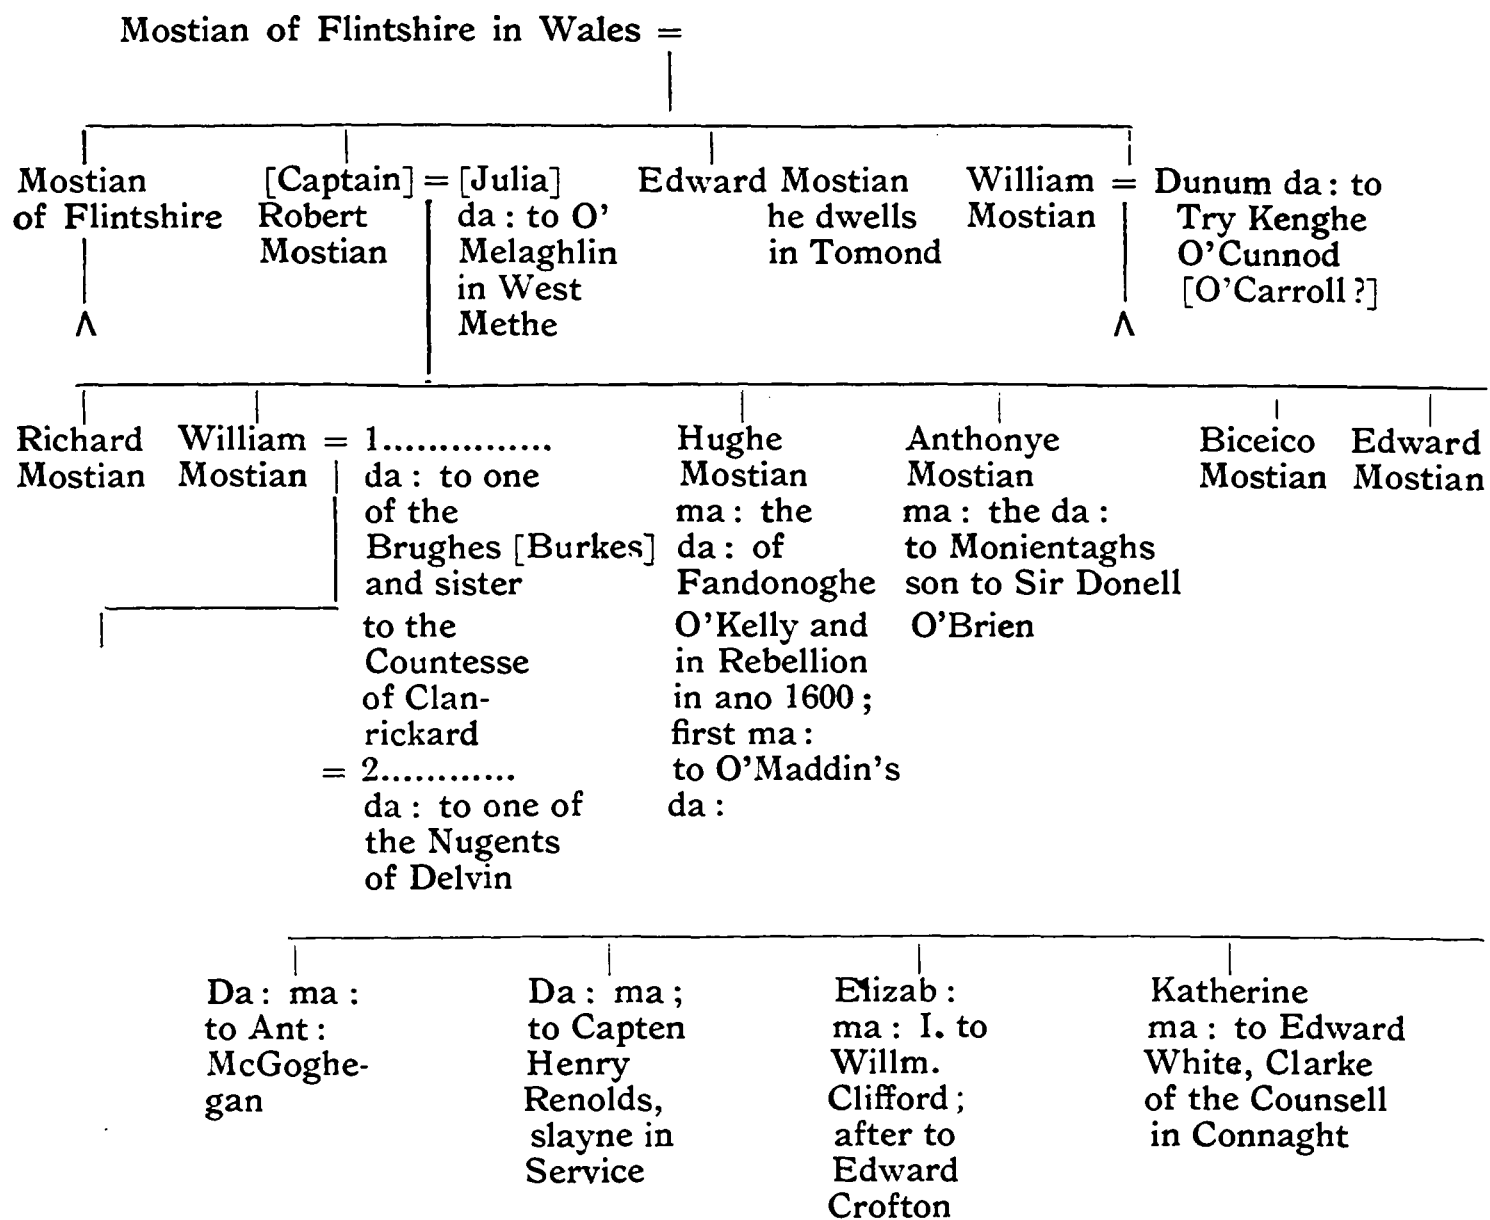 Mostian of Flintshire in Wales =
Mostian
of Flintshire
[Captain] = [Julia]
Robert
Mostian
da : to O'
Melaghlin
in West
Methe
Edward Mostian
he dwells
in Tomond
William = Dunum da : to
Mostian
Try Kenghe
O'Cunnod
[O'Carroll ?]
Richard
Mostian
William = 1...............
Mostian
da : to one
of the
Brughes [Burkes]
and sister
to the
Countesse
of Clan-
rickard
= 2............
da : to one of
the Nugents
of Delvin
Hughe
Mostian
ma : the
da : of
Fandonoghe
O'Kelly and
in Rebellion
in ano 1600 ;
first ma :
to O'Maddin's
da :
Anthonye
Mostian
ma : the da :
to Monientaghs
son to Sir Donell
O'Brien
Biceico
Mostian
Edward
Mostian
Da : ma :
to Ant :
McGoghe-
gan
Da : ma ;
to Capten
Henry
Renolds,
slayne in
Service
Elizab :
ma : I. to
Willm.
Clifford ;
after to
Edward
Crofton
Katherine
ma : to Edward
White, Clarke
of the Counsell
in Connaght